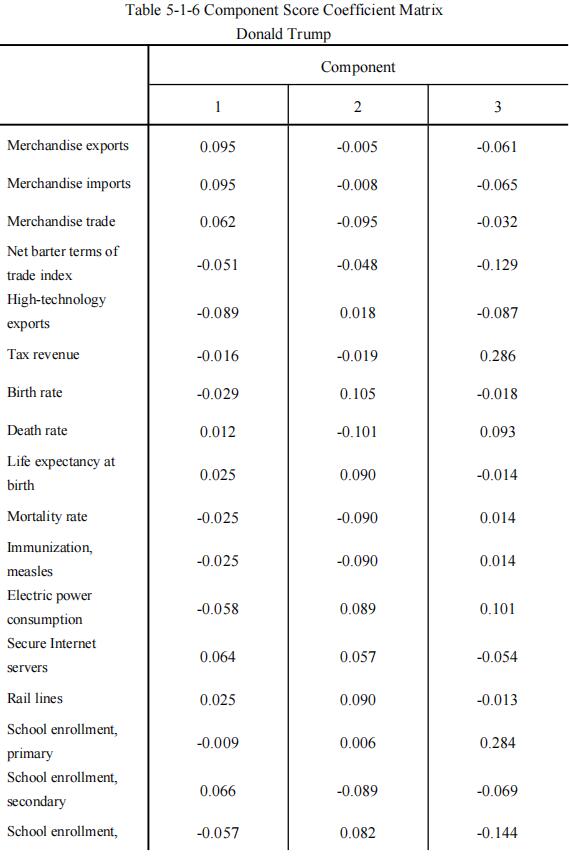 Table 5-1-6 Component Score Coefficient Matrix
Donald Trump
Component
1 2 3
Merchandise exports 0.095 -0.005 -0.061
Merchandise imports 0.095 -0.008 -0.065
Merchandise trade 0.062 -0.095 -0.032
Net barter terms of
trade index -0.051 -0.048 -0.129
High-technology
exports -0.089 0.018 -0.087
Tax revenue -0.016 -0.019 0.286
Birth rate -0.029 0.105 -0.018
Death rate 0.012 -0.101 0.093
Life expectancy at
birth 0.025 0.090 -0.014
Mortality rate -0.025 -0.090 0.014
Immunization,
measles -0.025 -0.090 0.014
Electric power
consumption -0.058 0.089 0.101
Secure Internet
servers 0.064 0.057 -0.054
Rail lines 0.025 0.090 -0.013
School enrollment,
primary -0.009 0.006 0.284
School enrollment,
secondary 0.066 -0.089 -0.069
School enrollment, -0.057 0.082 -0.144